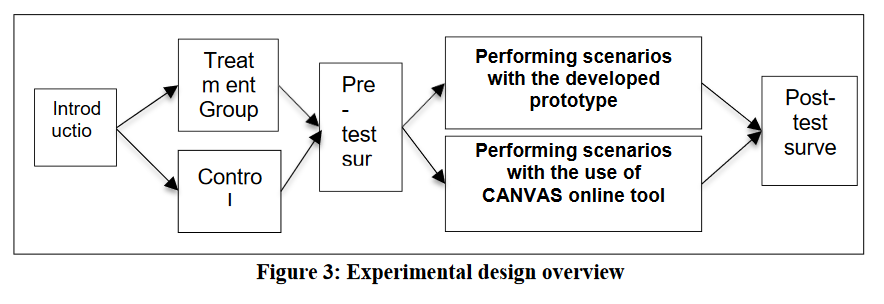 Introd
uctio
Treat
m ent
Group
Contro
l
Pre
-
test
sur
Performing scenarios
with the developed
prototype
Performing scenarios
with the use of
CANVAS online tool
Post-
test
surve
Figure 3: Experimental design overview